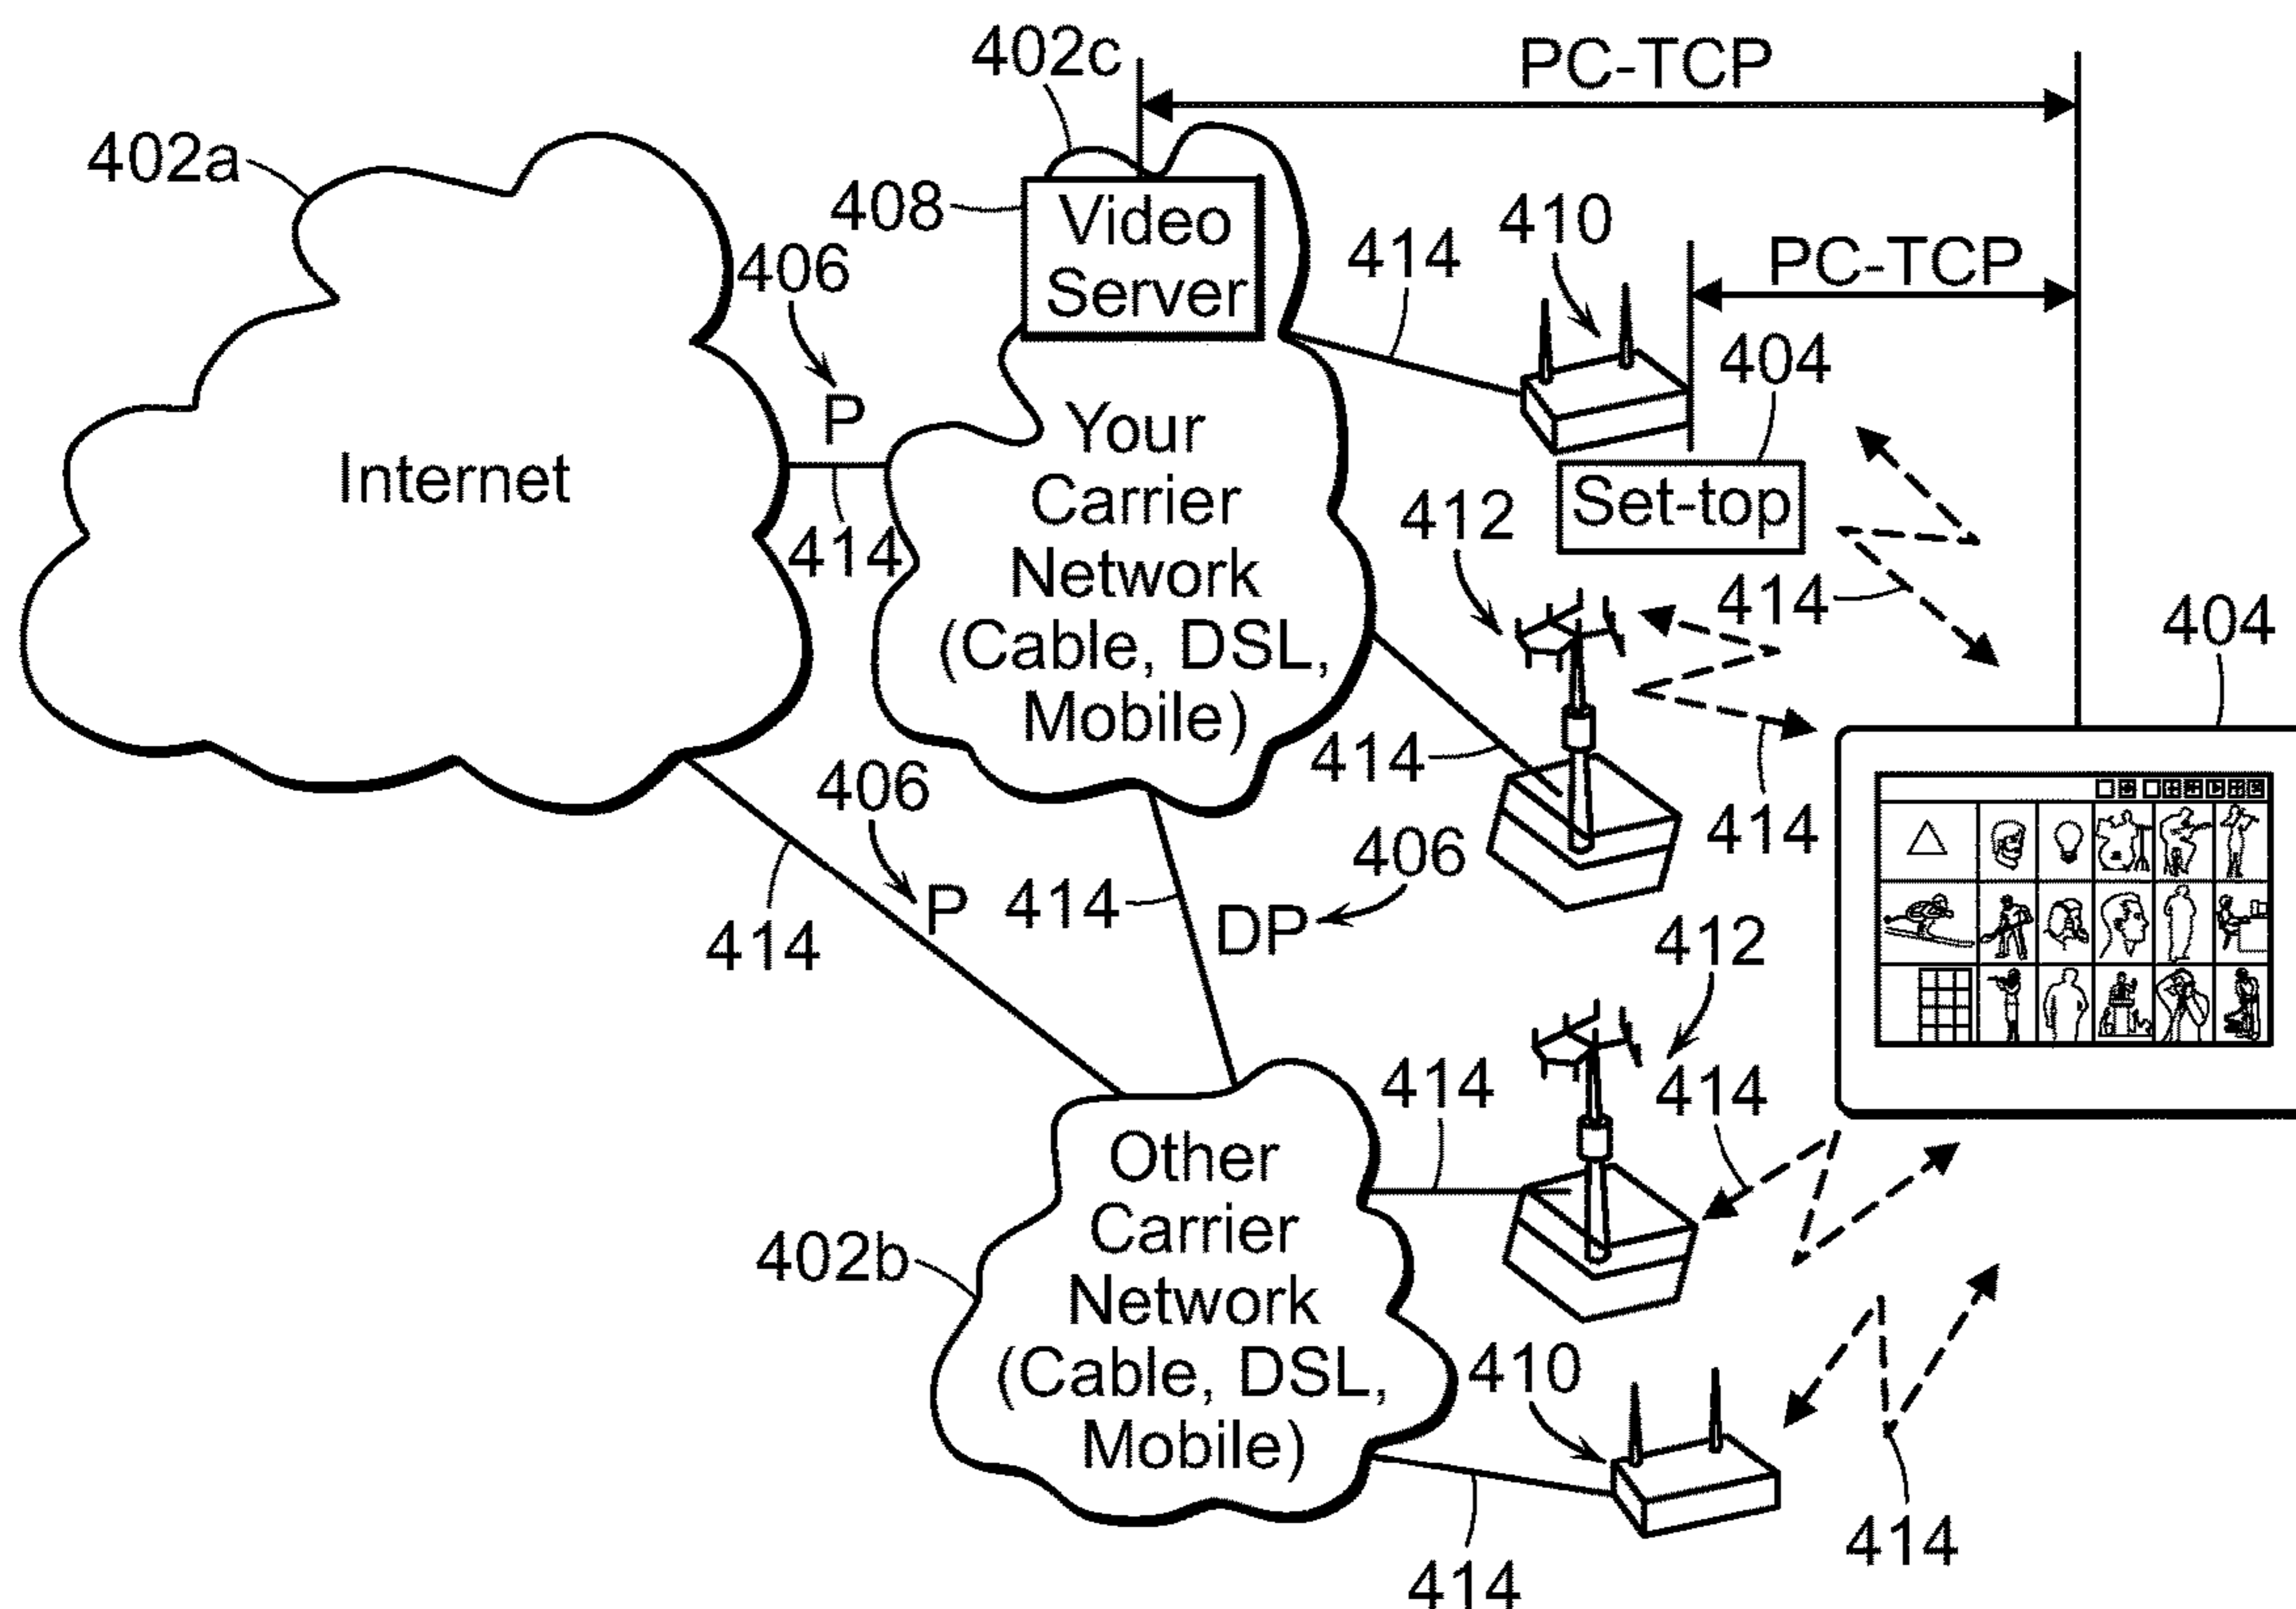 402c
PC-TCP
402a
408
Video
Server
410
414
406
PC-TCP
404
P
Your
Carrier
Network
(Cable, DSL,
Mobile)
Internet
Set-top
412
414
414
404
414
406
414
P
414
406
DP
414
414
412
414
414
Other
Carrier
Network
(Cable, DSL,
Mobile)
402b
410
414
414